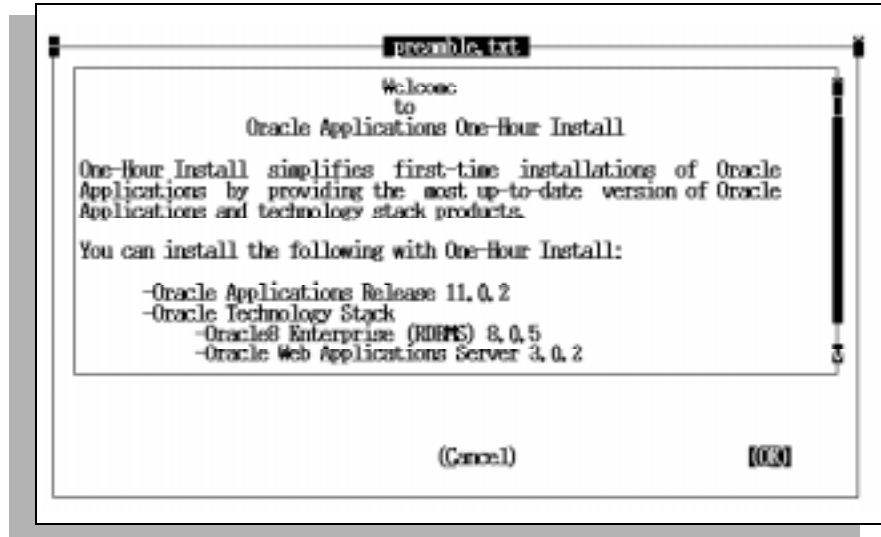 preamble.txt
Welcome
to
Oracle Applications One-Hour Install
One-Hour Install simplifies first-time installations of Oracle
Applications by providing the most up-to-date version of Oracle
Applications and technology stack products.
You can install the following with One-Hour Install:
-Oracle Applications Release 11.0.2
-Oracle Technology Stack
-Oracle8 Enterprise (RDBMS) 8.0.5
-Oracle Web Applications Server 3.0.2
(Cancel) (OK)